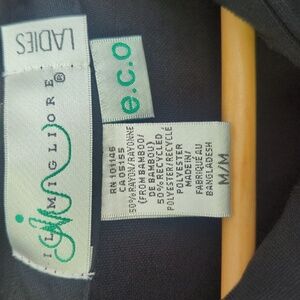 LADIES
IL MIGLIORE®
e.c.o
RN 101146
CA 05155
50% RAYON/RAYONNE
(FROM BAMBOO/
DE BAMBOU)
50% RECYCLED
POLYESTER/RECYCLÉ
POLYESTER
MADE IN/
FABRIQUÉ AU
BANGLADESH
M/M